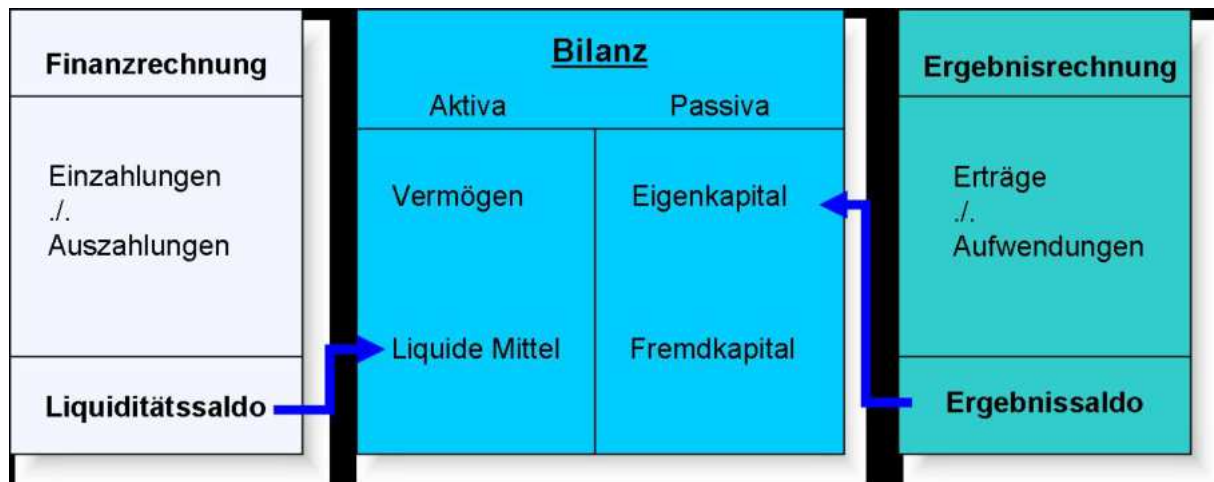 Finanzrechnung
Einzahlungen
./.
Auszahlungen
Liquiditätssaldo
Bilanz
Aktiva Passiva
Vermögen Eigenkapital
Liquide Mittel Fremdkapital
Ergebnisrechnung
Erträge
./.
Aufwendungen
Ergebnissaldo